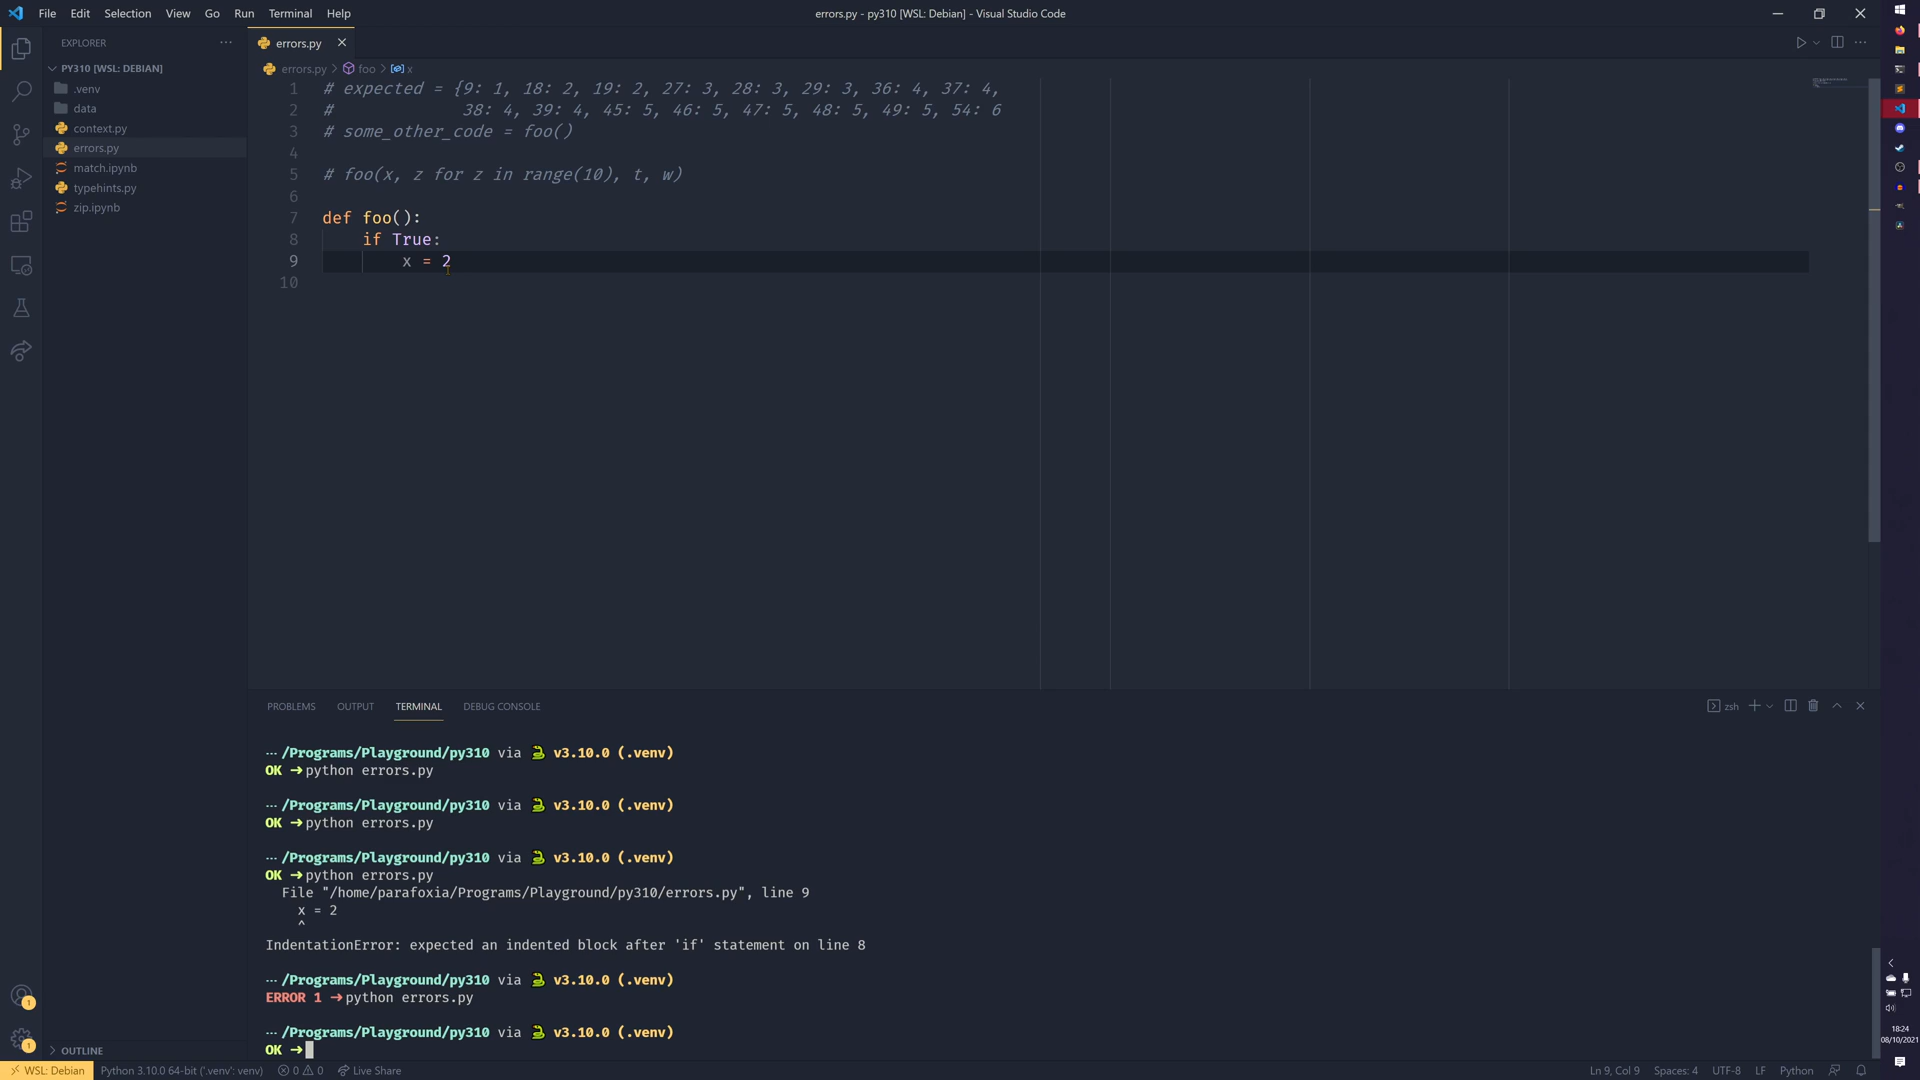 File Edit Selection View Go Run Terminal Help
errors.py - py310 [WSL: Debian] - Visual Studio Code
EXPLORER
PY310 [WSL: DEBIAN]
.venv
data
context.py
errors.py
match.ipynb
typehints.py
zip.ipynb
OUTLINE
errors.py
errors.py > foo > x
1 # expected = {9: 1, 18: 2, 19: 2, 27: 3, 28: 3, 29: 3, 36: 4, 37: 4,
2 #             38: 4, 39: 4, 45: 5, 46: 5, 47: 5, 48: 5, 49: 5, 54: 6
3 # some_other_code = foo()
4
5 # foo(x, z for z in range(10), t, w)
6
7 def foo():
8     if True:
9         x = 2
10
PROBLEMS OUTPUT TERMINAL DEBUG CONSOLE
zsh
··· /Programs/Playground/py310 via v3.10.0 (.venv)
OK ➜python errors.py
··· /Programs/Playground/py310 via v3.10.0 (.venv)
OK ➜python errors.py
··· /Programs/Playground/py310 via v3.10.0 (.venv)
OK ➜python errors.py
File "/home/parafoxia/Programs/Playground/py310/errors.py", line 9
x = 2
^
IndentationError: expected an indented block after 'if' statement on line 8
··· /Programs/Playground/py310 via v3.10.0 (.venv)
ERROR 1 ➜python errors.py
··· /Programs/Playground/py310 via v3.10.0 (.venv)
OK ➜
1
1
WSL: Debian Python 3.10.0 64-bit ('.venv': venv) 0 0 Live Share
Ln 9, Col 9 Spaces: 4 UTF-8 LF Python
18:24
08/10/2021